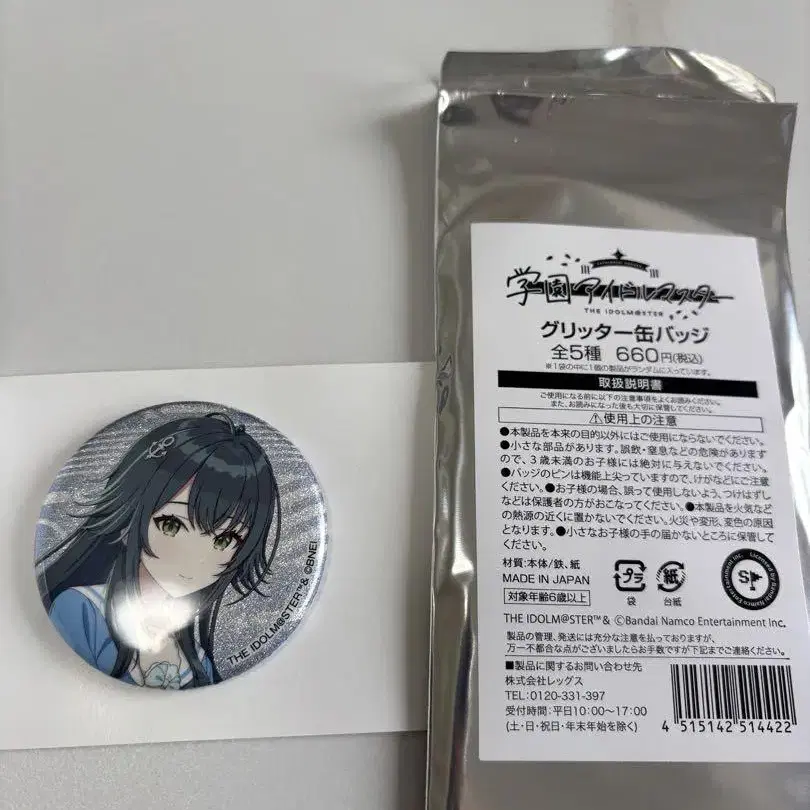 THE IDOLM@STER™& ©BNEI
学園アイドルマスター
THE IDOLM@STER
グリッター缶バッジ
全5種 660円(税込)
※1袋の中に1個の製品がランダムに入っています。
取扱説明書
ご使用になる前に以下の注意事項をよくお読みください。
また、お読みになった後も大切に保管してください。
⚠使用上の注意
●本製品を本来の目的以外にはご使用にならないでください。
●小さな部品があります。誤飲・窒息などの危険があります
ので、3歳未満のお子様には絶対に与えないでください。
●バッジのピンは機能上尖っていますので、けがなどにご注意
ください。●お子様の場合、誤って使用しないよう、つけはずし
などは保護者の方がおこなってください。●本製品を火気など
の熱源の近くに置かないでください。火災や変形、変色の原因
となります。●小さなお子様の手の届かないところに保管して
ください。
材質:本体/鉄、紙
MADE IN JAPAN
対象年齢6歳以上
プラ
袋
紙
台紙
Licensed by Bandai Namco Entertainment Inc.
S
THE IDOLM@STER™& ©Bandai Namco Entertainment Inc.
製品の管理、発送には充分な注意を払っておりますが、
万一不都合な点がございましたらお手数ですが下記までご連絡ください。
■製品に関するお問い合わせ先
株式会社レッグス
TEL:0120-331-397
受付時間:平日10:00～17:00
(土・日・祝日・年末年始を除く)
4 515142 514422